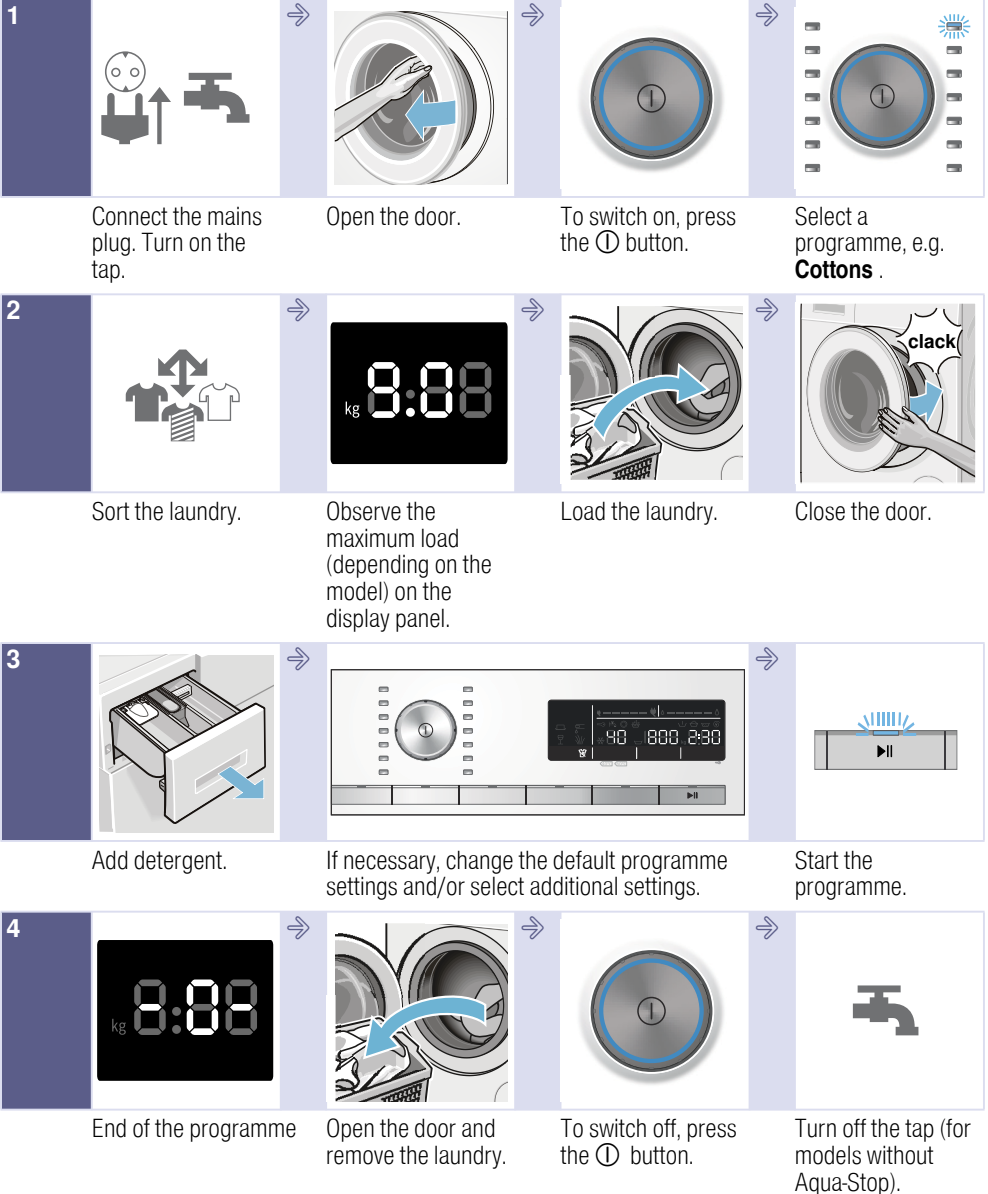 1
Connect the mains
plug. Turn on the
tap.
Open the door.
To switch on, press
the Ⓘ button.
Select a
programme, e.g.
Cottons .
2
clack
kg 9.0
Sort the laundry.
Observe the
maximum load
(depending on the
model) on the
display panel.
Load the laundry.
Close the door.
3
40 800 2:30
Add detergent.
If necessary, change the default programme
settings and/or select additional settings.
Start the
programme.
4
kg -0-
End of the programme
Open the door and
remove the laundry.
To switch off, press
the Ⓘ button.
Turn off the tap (for
models without
Aqua-Stop).